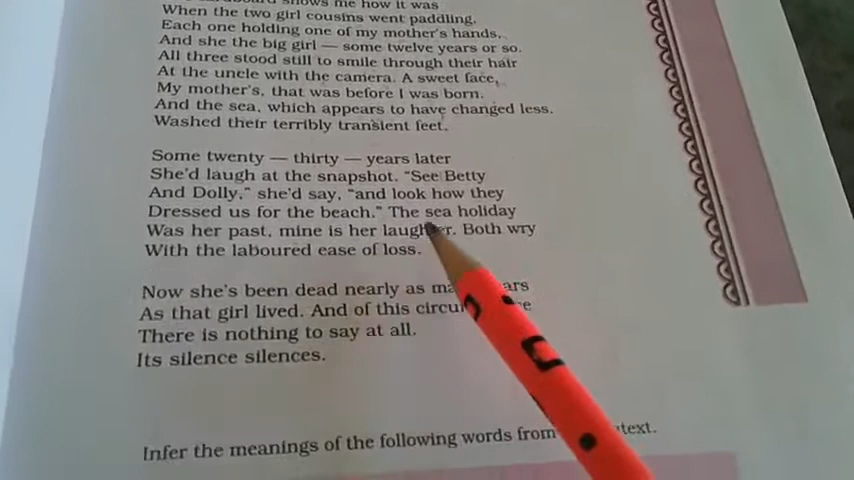 shows me how it was
When the two girl cousins went paddling,
Each one holding one of my mother's hands,
And she the big girl — some twelve years or so.
All three stood still to smile through their hair
At the uncle with the camera. A sweet face,
My mother's, that was before I was born.
And the sea, which appears to have changed less,
Washed their terribly transient feet.
Some twenty — thirty — years later
She'd laugh at the snapshot. "See Betty
And Dolly," she'd say, "and look how they
Dressed us for the beach." The sea holiday
Was her past, mine is her laughter. Both wry
With the laboured ease of loss.
Now she's been dead nearly as
As that girl lived. And of this
There is nothing to say at all.
Its silence silences.
Infer the meanings of the following words from